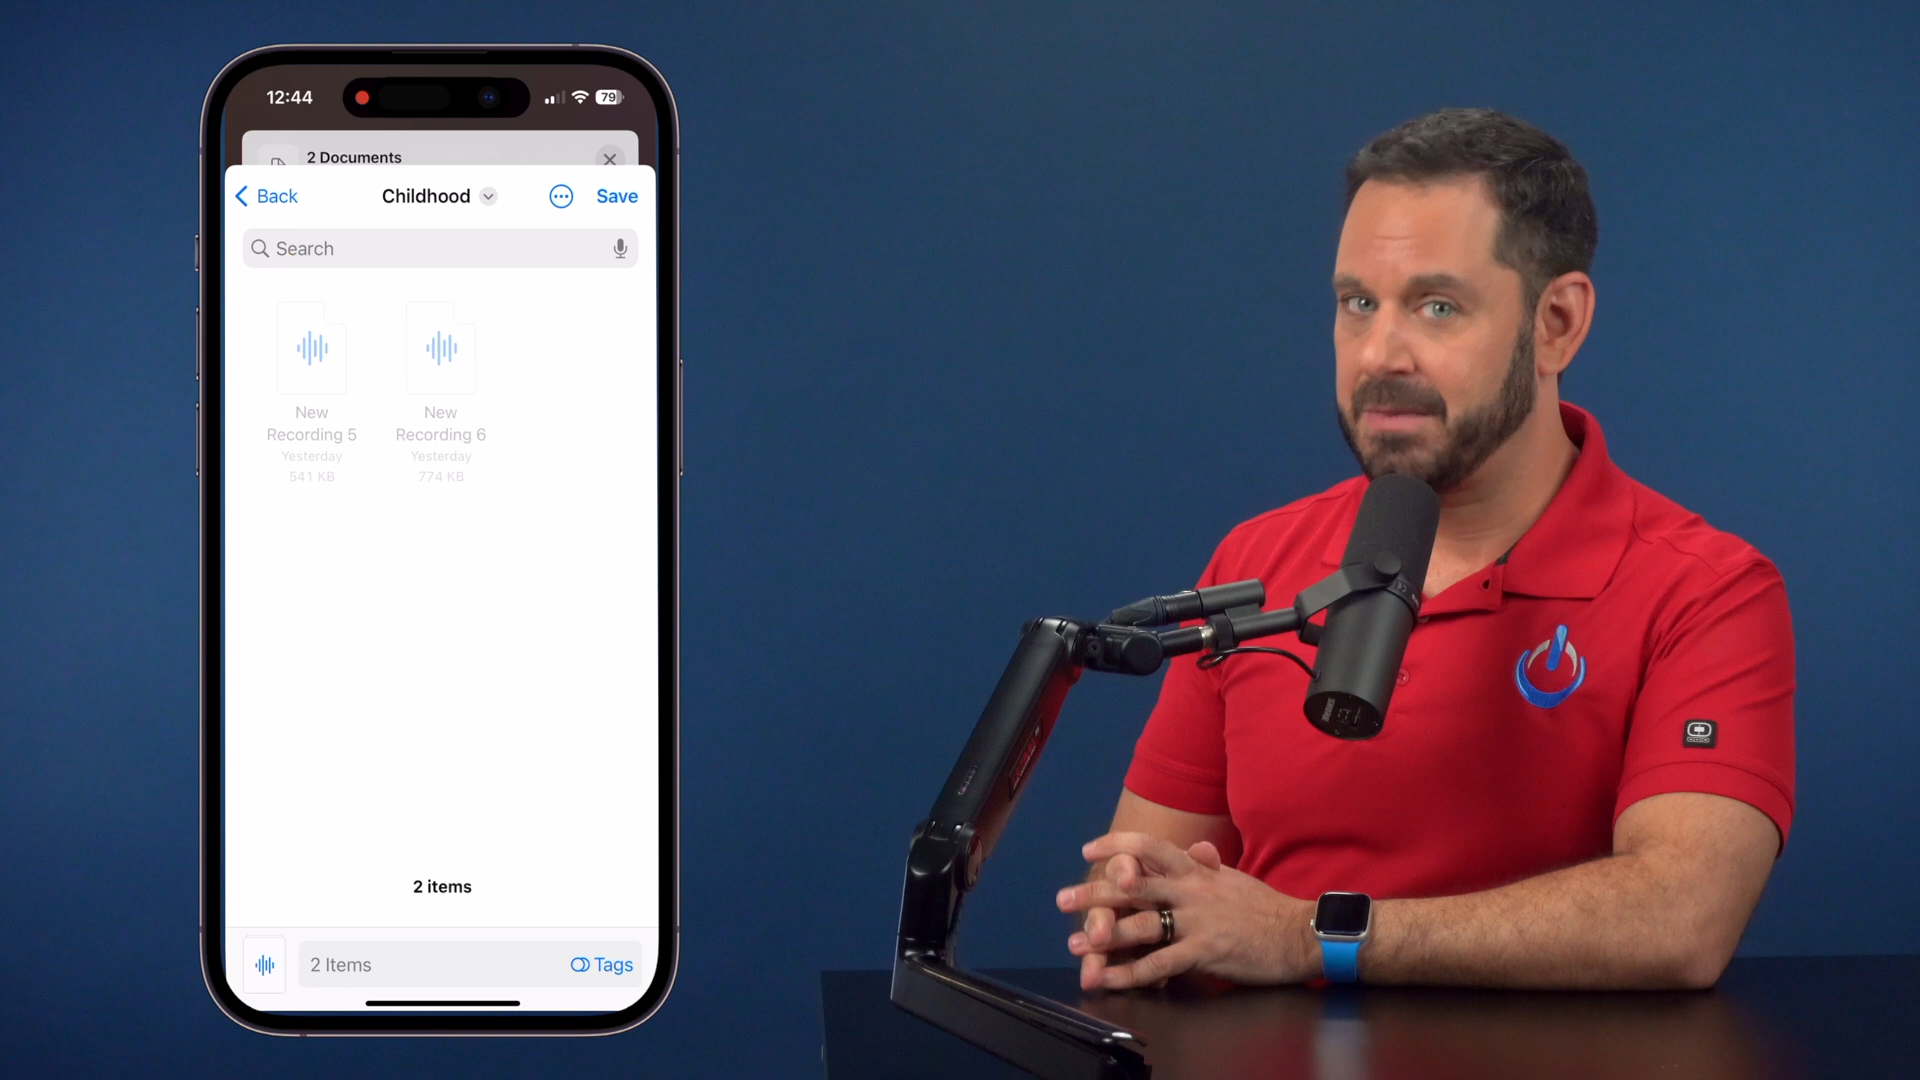 12:44
79
2 Documents
Back
Childhood
Save
Search
New
Recording 5
Yesterday
541 KB
New
Recording 6
Yesterday
774 KB
2 items
2 Items
Tags